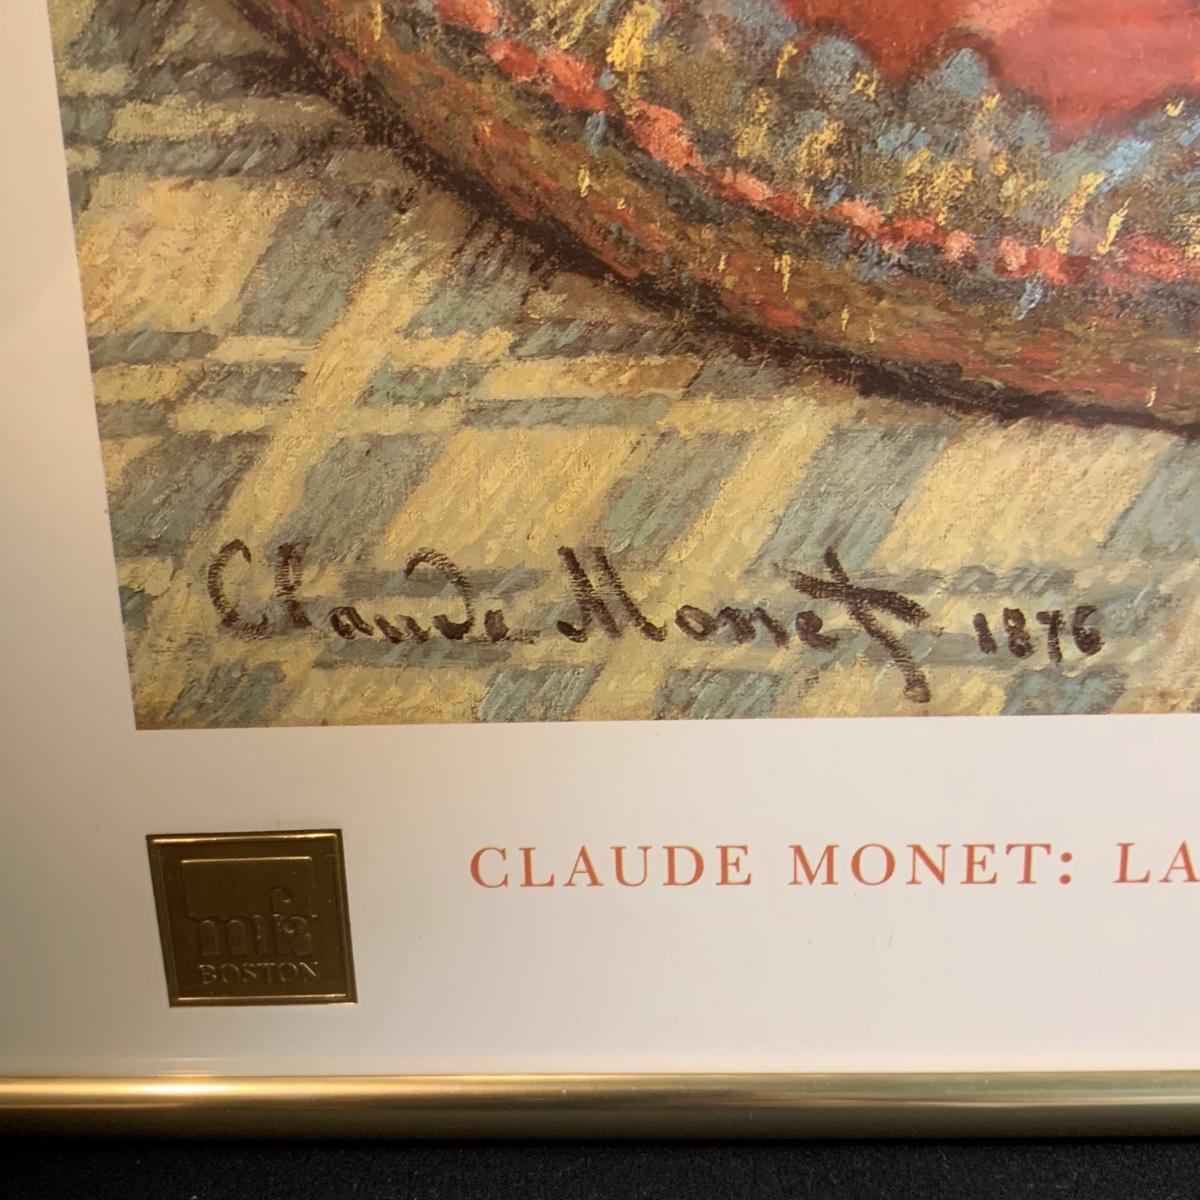 Claude Monet 1876
CLAUDE MONET: LA
mfa
BOSTON